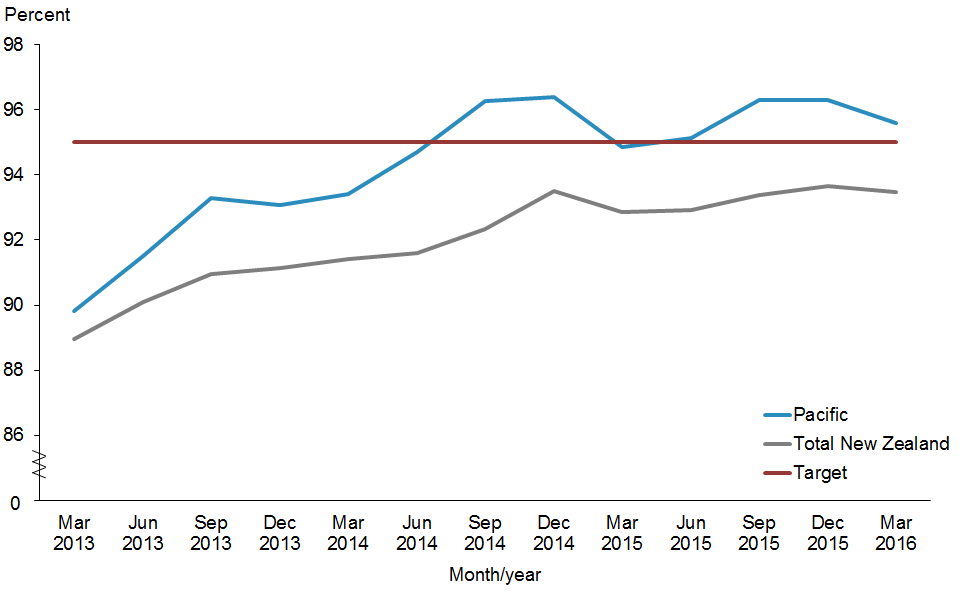 Percent
98
96
94
92
90
88
86
0
Mar Jun Sep Dec Mar Jun Sep Dec Mar Jun Sep Dec Mar
2013 2013 2013 2013 2014 2014 2014 2014 2015 2015 2015 2015 2016
Month/year
Pacific
Total New Zealand
Target